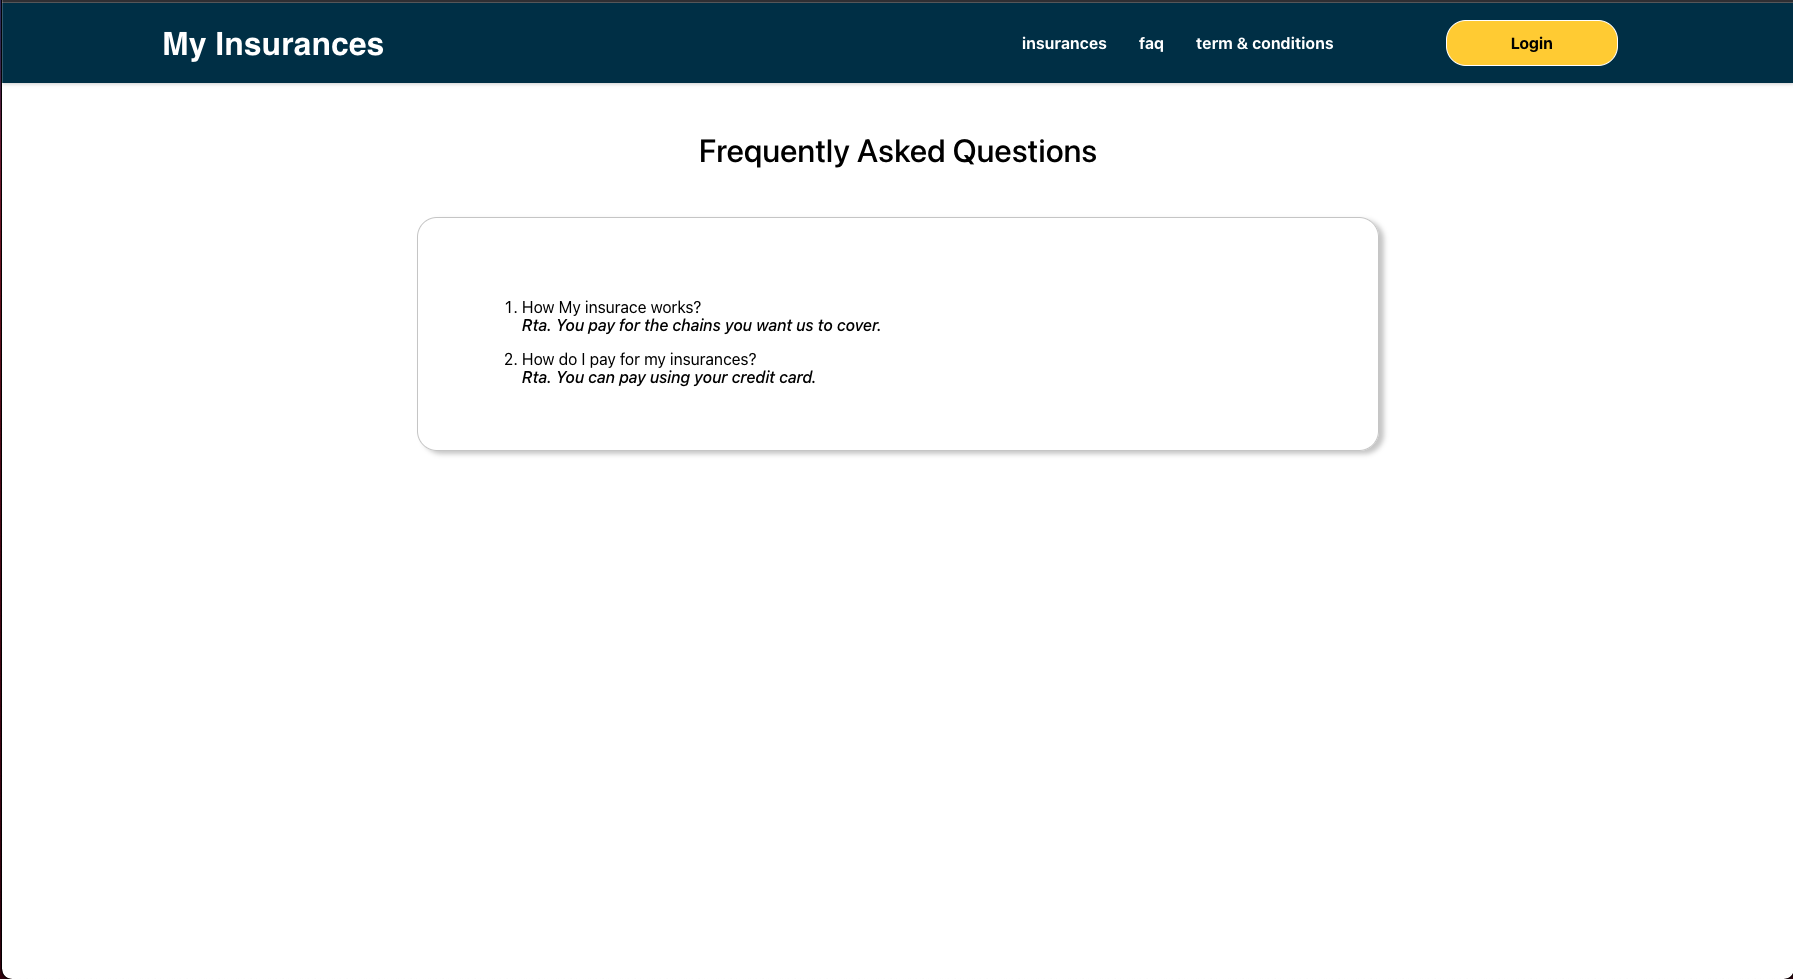 My Insurances
insurances faq term & conditions Login
Frequently Asked Questions
1. How My insurace works?
Rta. You pay for the chains you want us to cover.
2. How do I pay for my insurances?
Rta. You can pay using your credit card.